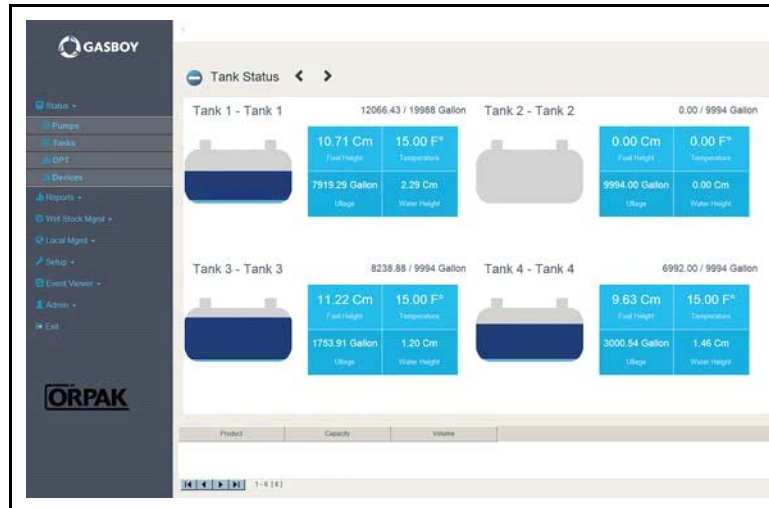 GASBOY
Status
Pumps
Tanks
OPT
Devices
Reports
Wet Stock Mgmt
Local Mgmt
Setup
Event Viewer
Admin
Exit
ÖRPAK
Tank Status
Tank 1 - Tank 1 12066.43 / 19988 Gallon
10.71 Cm 15.00 F°
Fuel Height Temperature
7919.29 Gallon 2.29 Cm
Ullage Water Height
Tank 2 - Tank 2 0.00 / 9994 Gallon
0.00 Cm 0.00 F°
Fuel Height Temperature
9994.00 Gallon 0.00 Cm
Ullage Water Height
Tank 3 - Tank 3 8238.88 / 9994 Gallon
11.22 Cm 15.00 F°
Fuel Height Temperature
1753.91 Gallon 1.20 Cm
Ullage Water Height
Tank 4 - Tank 4 6992.00 / 9994 Gallon
9.63 Cm 15.00 F°
Fuel Height Temperature
3000.54 Gallon 1.46 Cm
Ullage Water Height
Product Capacity Volume
1-6 [6]